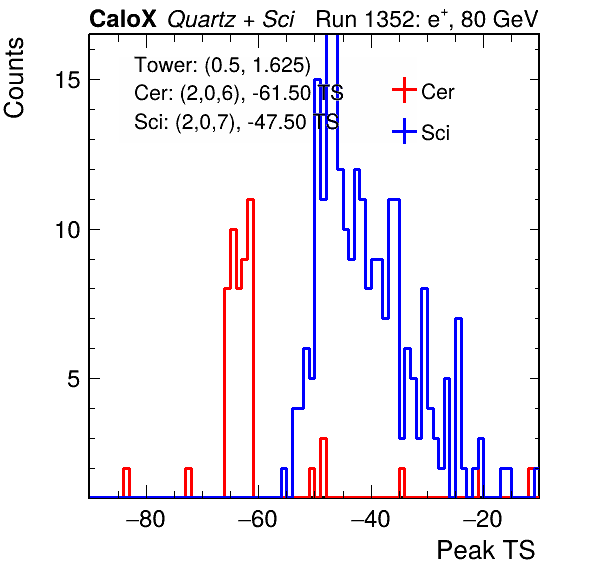 CaloX Quartz + Sci Run 1352: e+, 80 GeV
Counts
Tower: (0.5, 1.625)
Cer: (2,0,6), -61.50 TS
Sci: (2,0,7), -47.50 TS
Cer
Sci
15
10
5
−80 −60 −40 −20
Peak TS